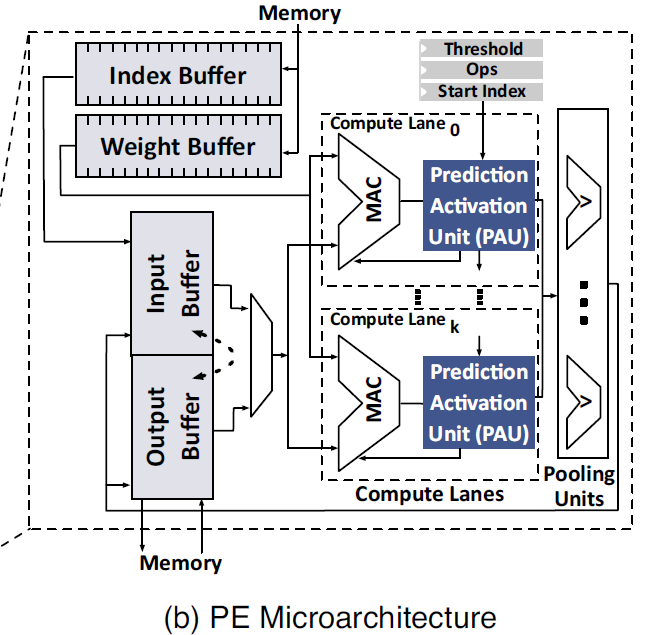 Memory
Index Buffer
Weight Buffer
Threshold
Ops
Start Index
Compute Lane 0
MAC
Prediction
Activation
Unit (PAU)
>
Input
Buffer
Output
Buffer
Compute Lane k
MAC
Prediction
Activation
Unit (PAU)
>
Compute Lanes
Pooling
Units
Memory
(b) PE Microarchitecture